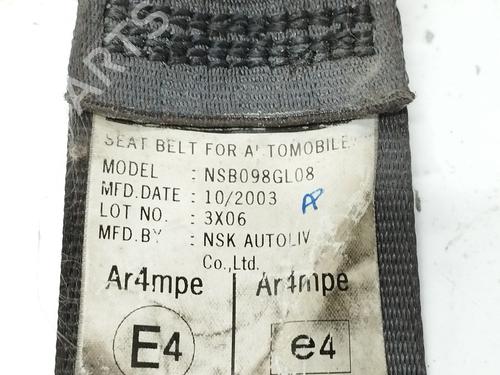 SEAT BELT FOR AUTOMOBILE
MODEL : NSB098GL08
MFD.DATE : 10/2003
LOT NO. : 3X06
MFD.BY : NSK AUTOLIV
Co.,Ltd.
Ar4mpe Ar4mpe
E4 e4